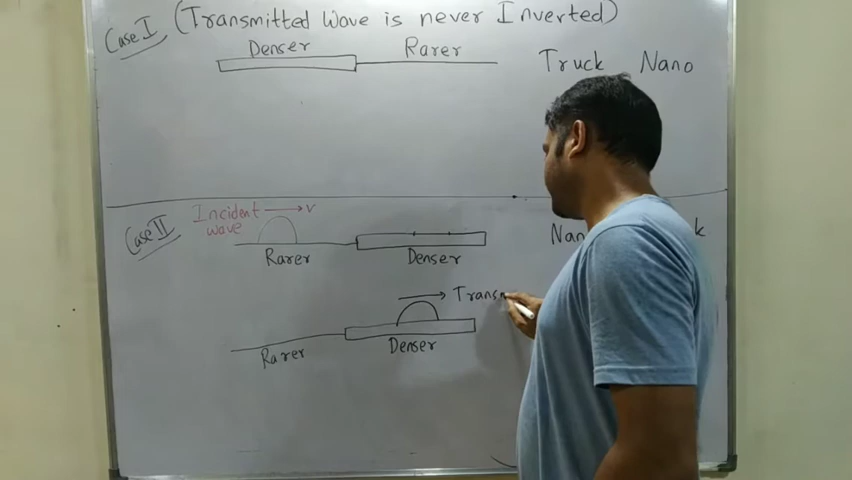 Case I (Transmitted Wave is never Inverted)
Denser Rarer Truck Nano
Case II Incident wave → v
Rarer Denser
→ Trans
Rarer Denser